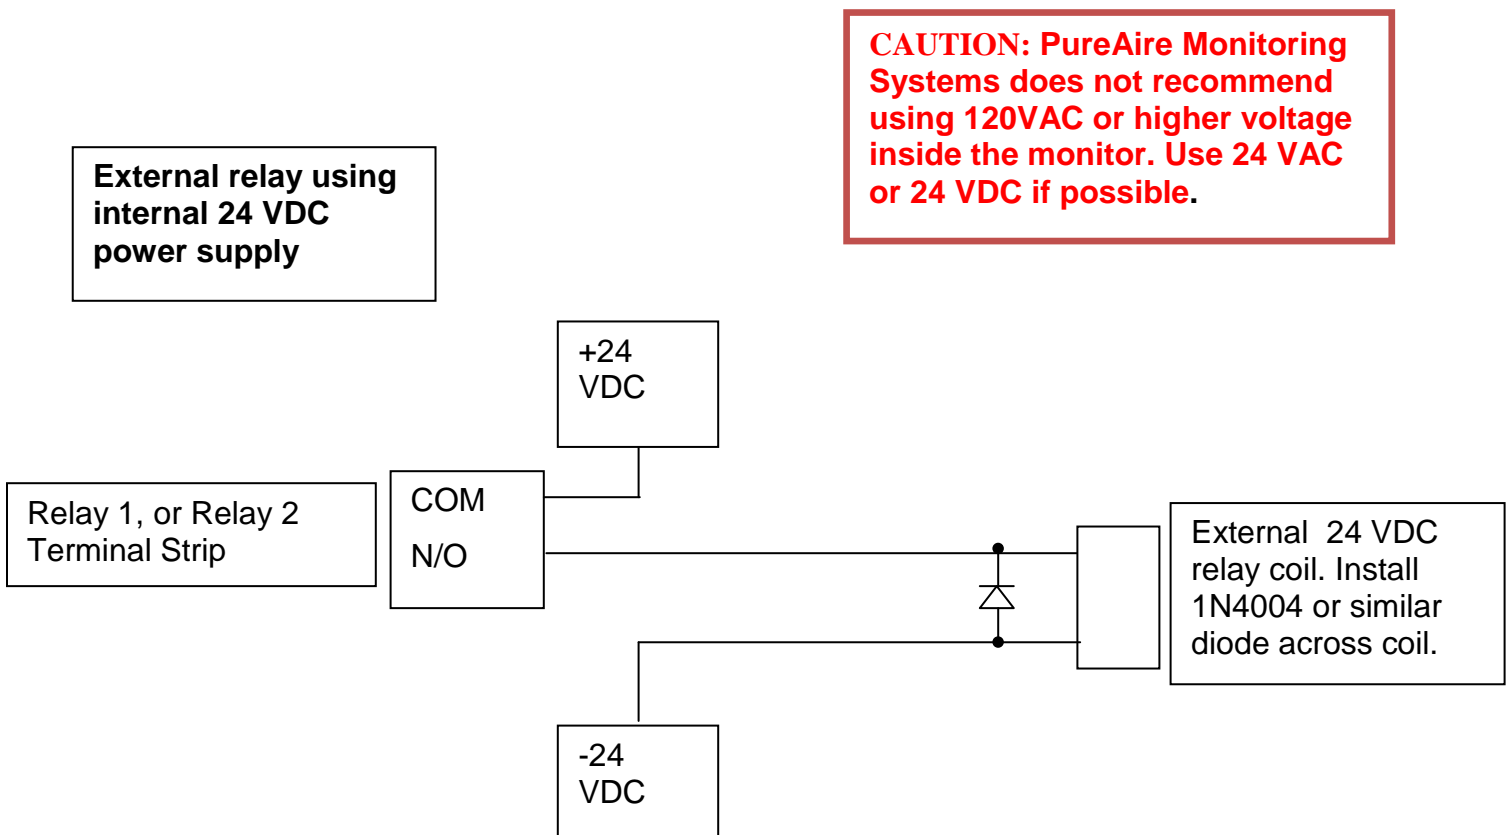 CAUTION: PureAire Monitoring
Systems does not recommend
using 120VAC or higher voltage
inside the monitor. Use 24 VAC
or 24 VDC if possible.
External relay using
internal 24 VDC
power supply
+24
VDC
Relay 1, or Relay 2
Terminal Strip
COM
N/O
External 24 VDC
relay coil. Install
1N4004 or similar
diode across coil.
-24
VDC